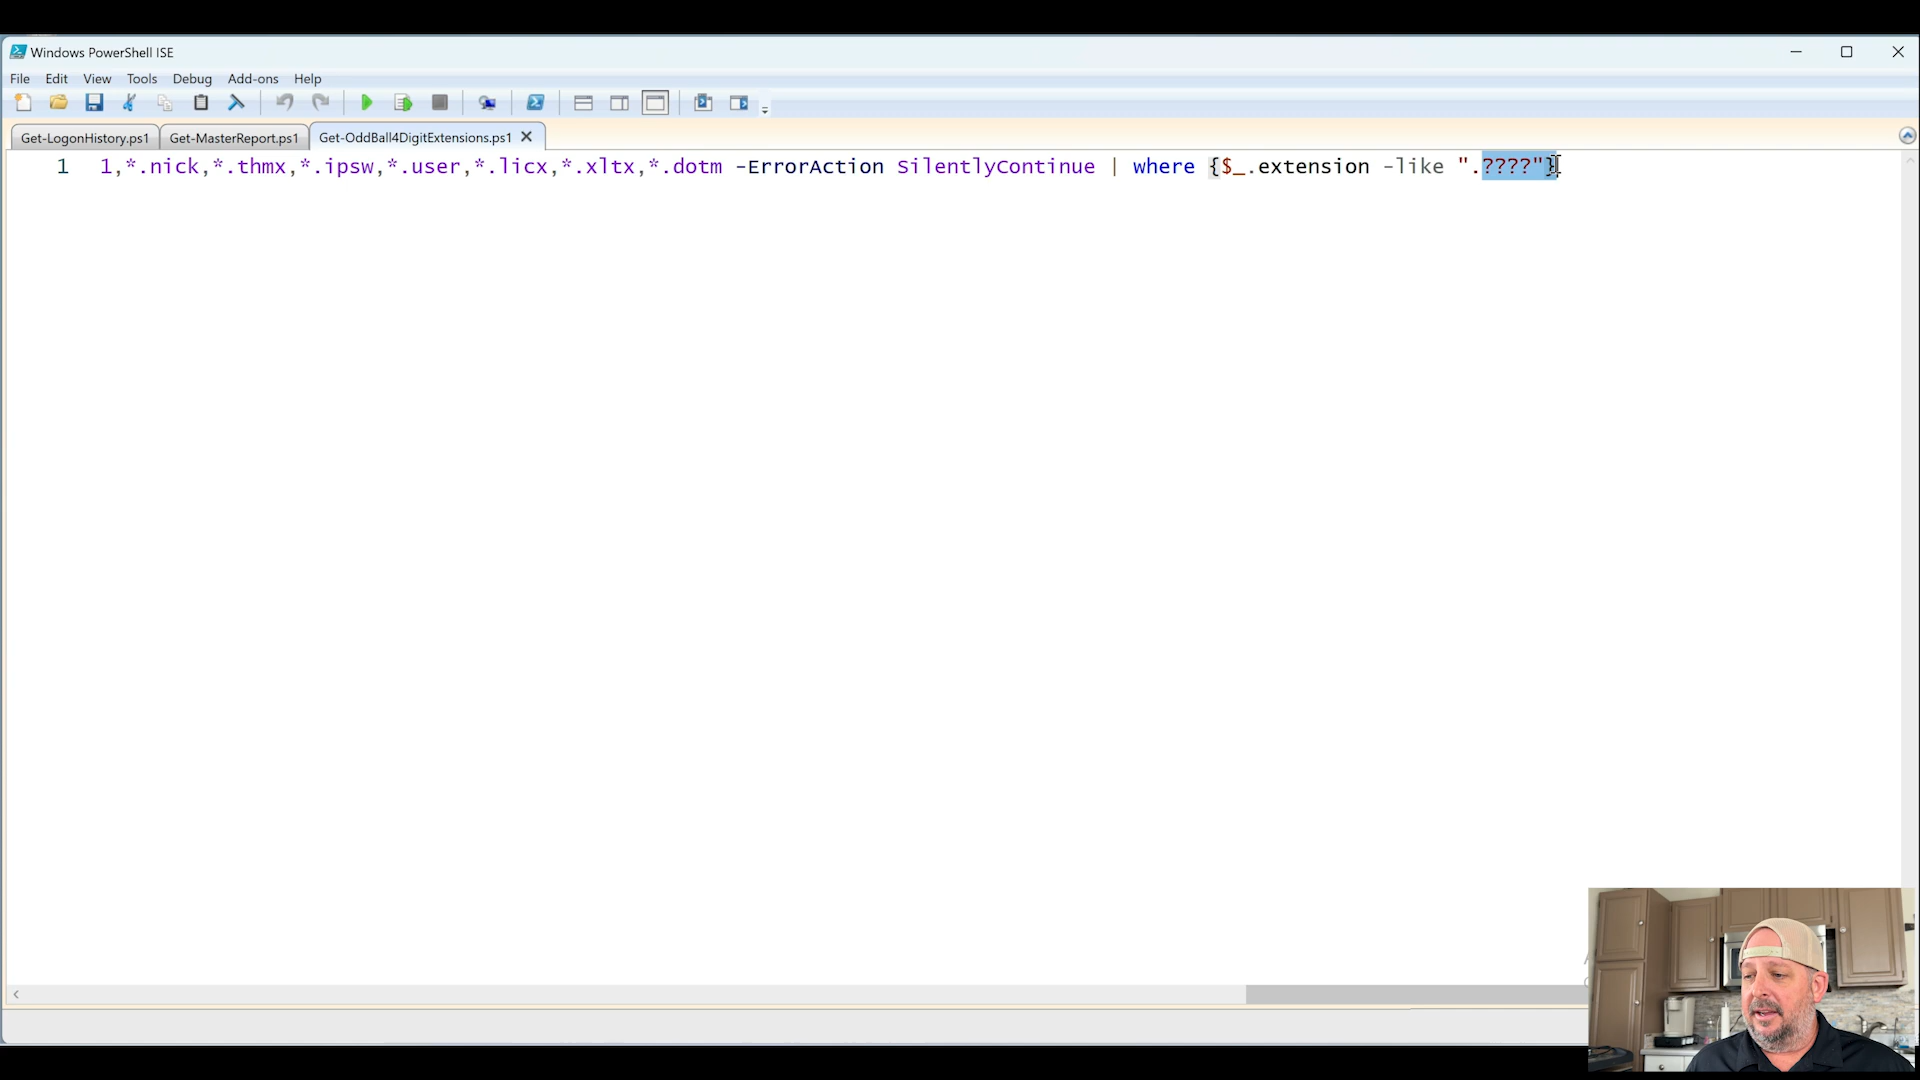 Windows PowerShell ISE
File Edit View Tools Debug Add-ons Help
Get-LogonHistory.ps1 Get-MasterReport.ps1 Get-OddBall4DigitExtensions.ps1
1 1,*.nick,*.thmx,*.ipsw,*.user,*.licx,*.xltx,*.dotm -ErrorAction SilentlyContinue | where {$_.extension -like ".????"}